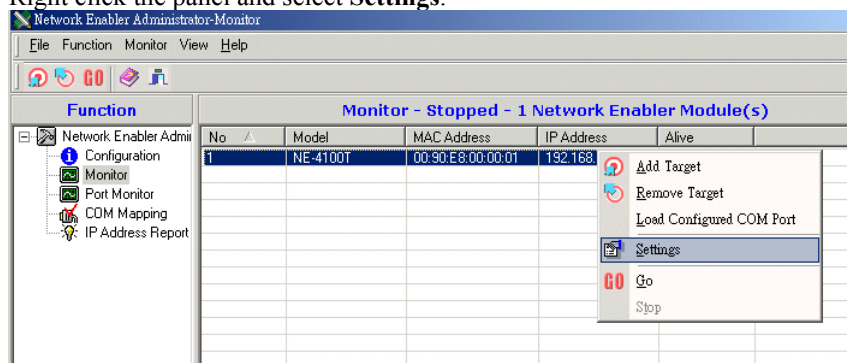 Right click the panel and select Settings.
Network Enabler Administrator-Monitor
File Function Monitor View Help
GO
Function
Monitor - Stopped - 1 Network Enabler Module(s)
Network Enabler Admi
No Model MAC Address IP Address Alive
Configuration
1 NE-4100T 00:90:E8:00:00:01 192.168.
Add Target
Monitor
Remove Target
Port Monitor
Load Configured COM Port
COM Mapping
IP Address Report
Settings
GO Go
Stop